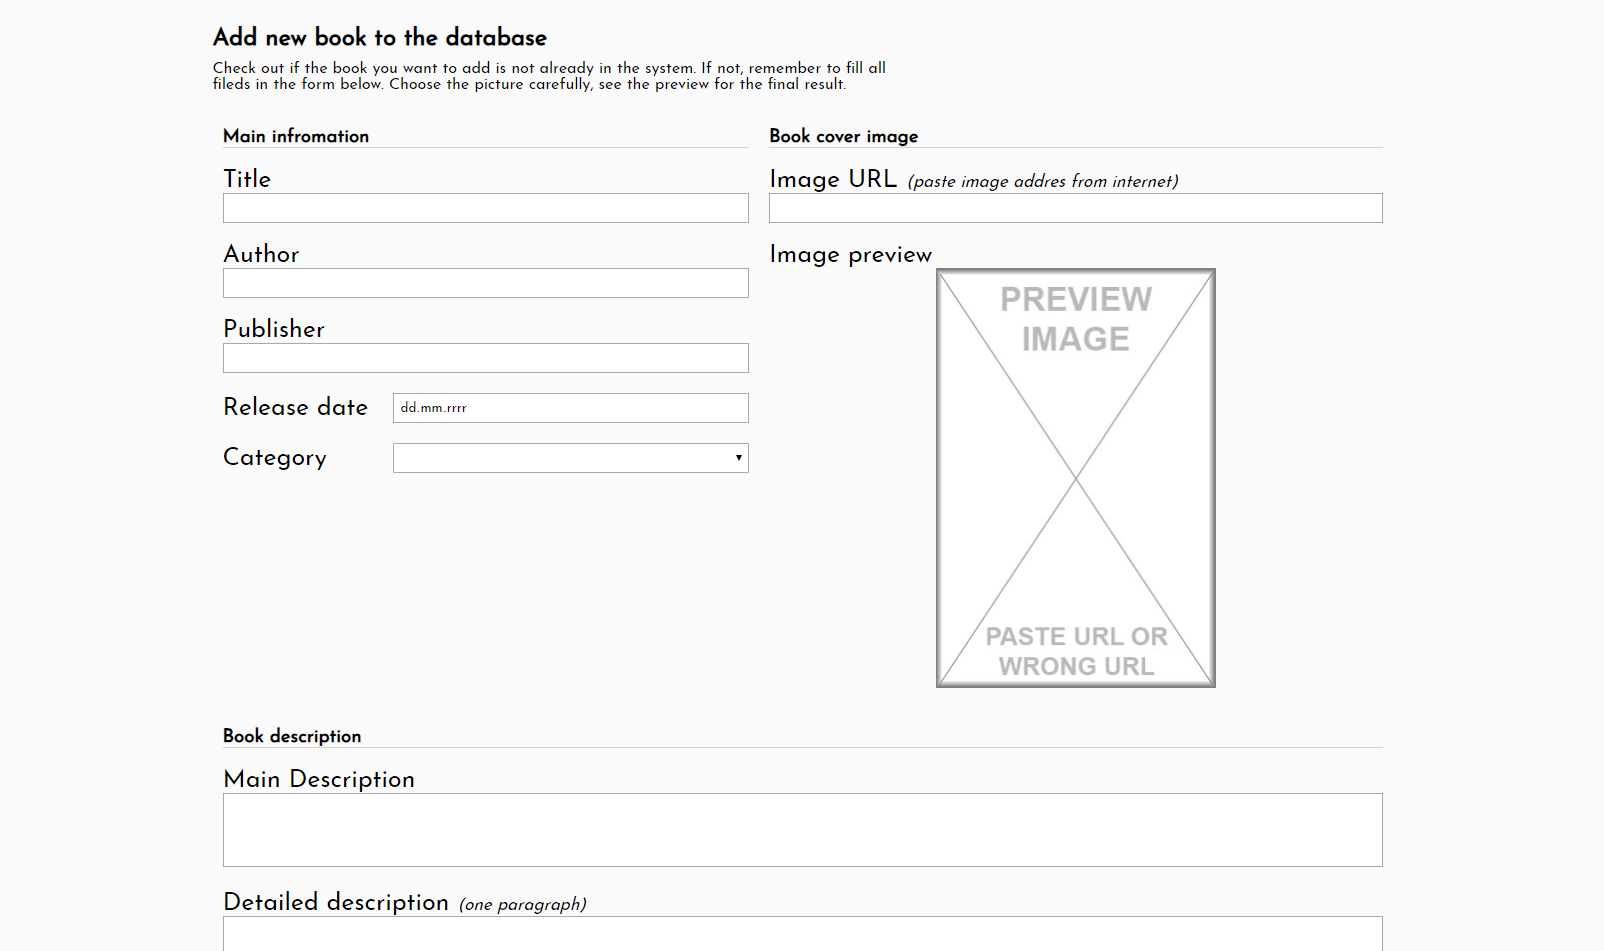 Add new book to the database
Check out if the book you want to add is not already in the system. If not, remember to fill all
fileds in the form below. Choose the picture carefully, see the preview for the final result.
Main infromation
Title
Author
Publisher
Release date
dd.mm.rrrr
Category
Book cover image
Image URL (paste image addres from internet)
Image preview
PREVIEW
IMAGE
PASTE URL OR
WRONG URL
Book description
Main Description
Detailed description (one paragraph)